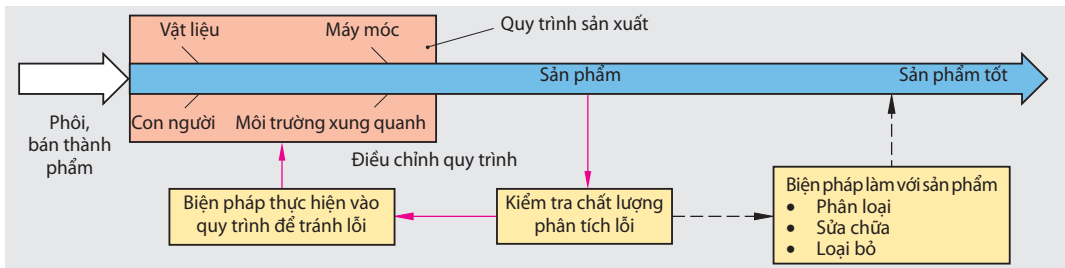 Vật liệu
Máy móc
Quy trình sản xuất
Sản phẩm
Sản phẩm tốt
Phôi,
bán thành
phẩm
Con người
Môi trường xung quanh
Điều chỉnh quy trình
Biện pháp thực hiện vào
quy trình để tránh lỗi
Kiểm tra chất lượng
phân tích lỗi
Biện pháp làm với sản phẩm
• Phân loại
• Sửa chữa
• Loại bỏ